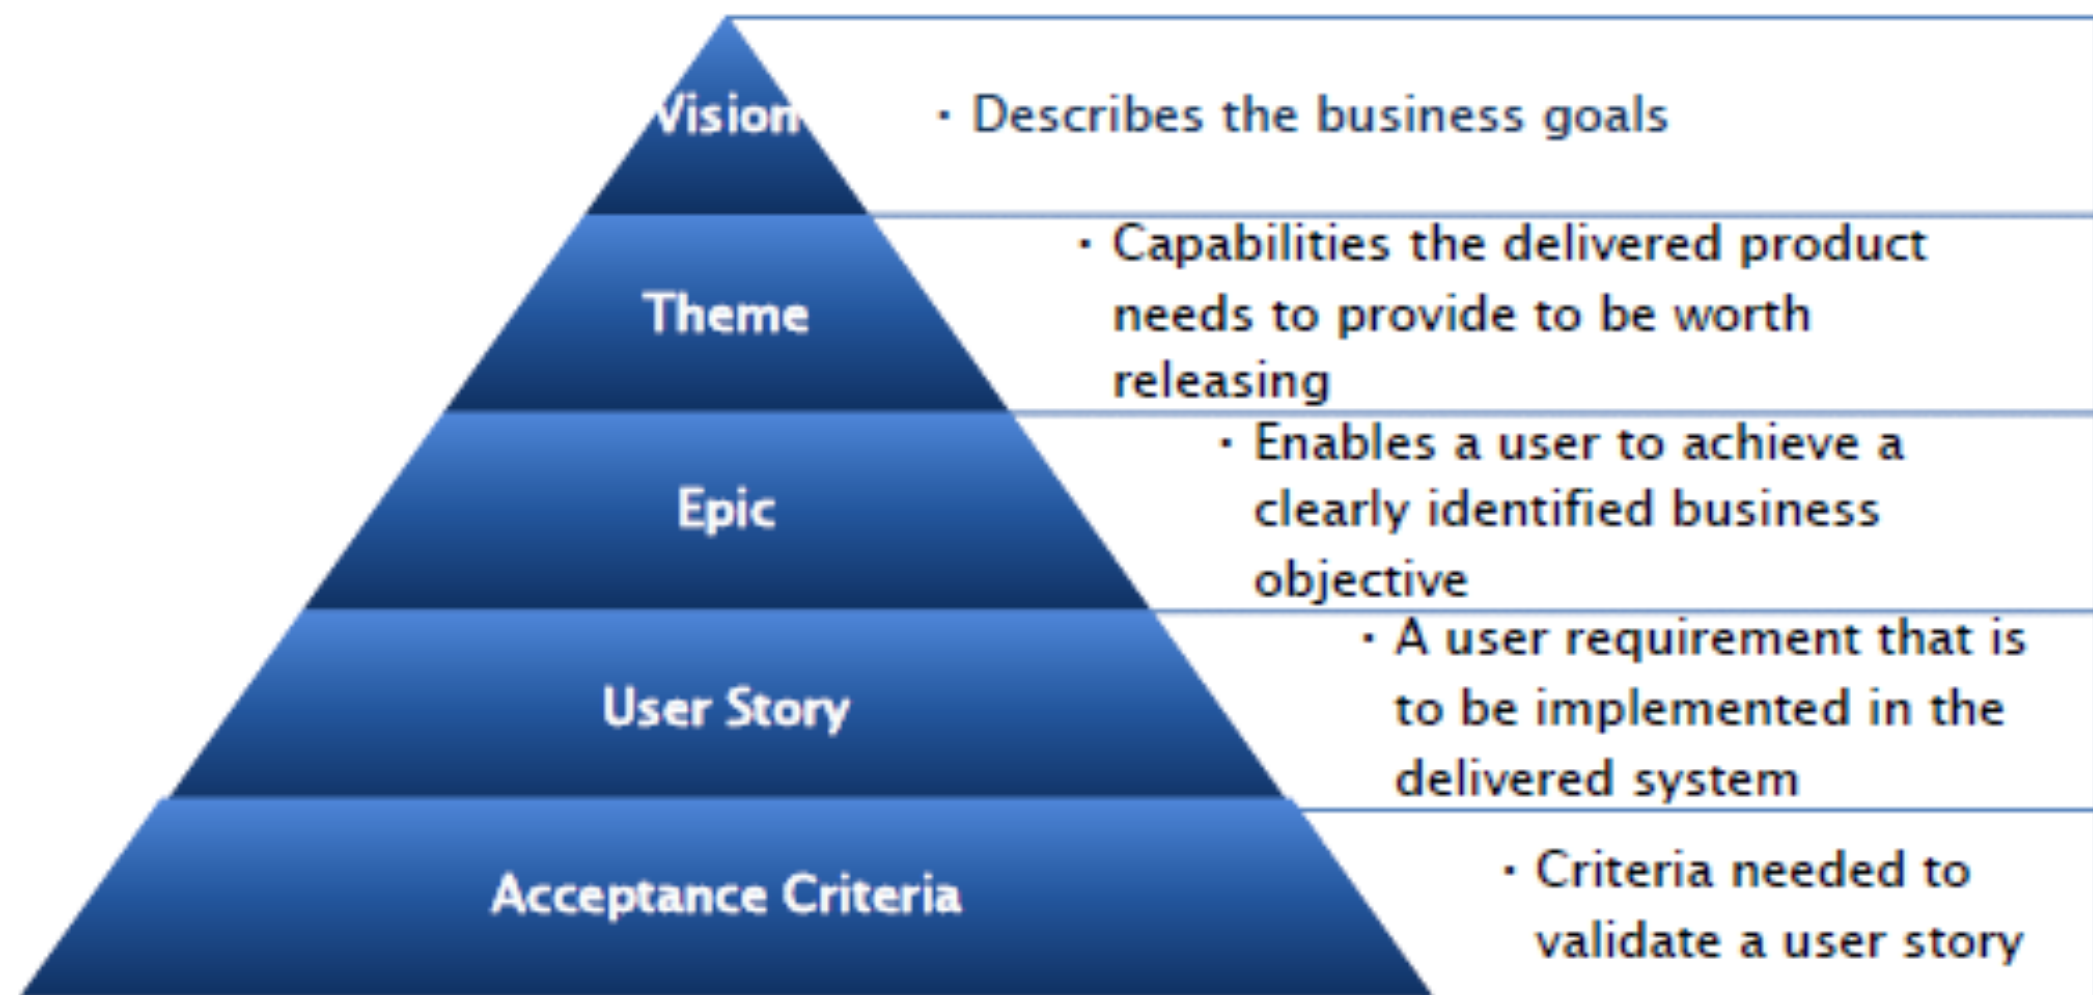 Vision
· Describes the business goals
Theme
· Capabilities the delivered product
needs to provide to be worth
releasing
Epic
· Enables a user to achieve a
clearly identified business
objective
User Story
· A user requirement that is
to be implemented in the
delivered system
Acceptance Criteria
· Criteria needed to
validate a user story